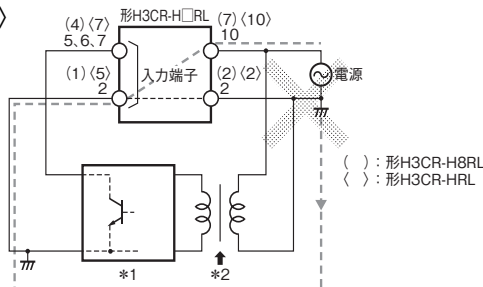 〉
形H3CR-H□RL
(4)〈7〉
5、6、7
(7)〈10〉
10
(1)〈5〉
2
入力端子
(2)〈2〉
2
電源
( ):形H3CR-H8RL
〈 〉:形H3CR-HRL
*1
*2